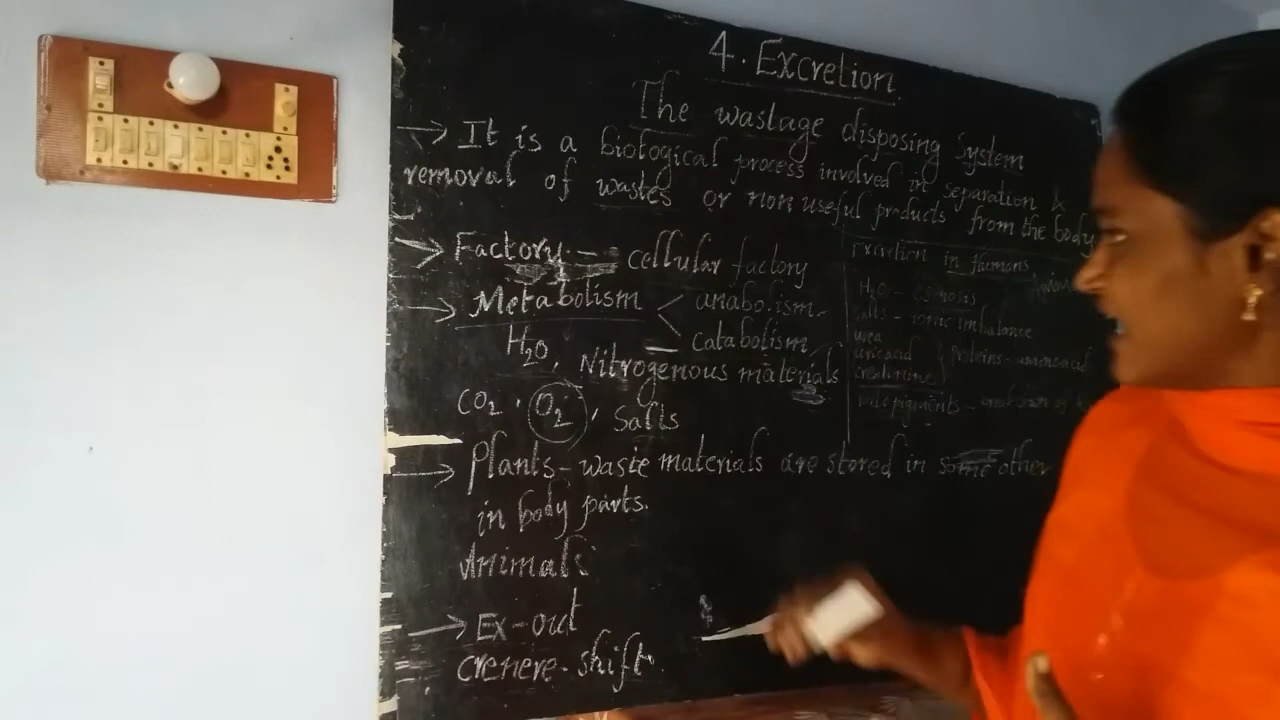 4. Excretion
The wastage disposing System
→ It is a biological process involved in separation &
removal of wastes or non useful products from the body
→ Factory - cellular factory
→ Metabolism < anabolism
catabolism
H₂O, Nitrogenous materials
CO₂, O₂, Salts
→ Plants - waste materials are stored in some other
in body parts.
Animals
→ Ex - out
crenere - shift
Excretion in Humans
H₂O - Osmosis
Salts - ionic imbalance
urea
uric acid
creatinine
Proteins - aminoacid